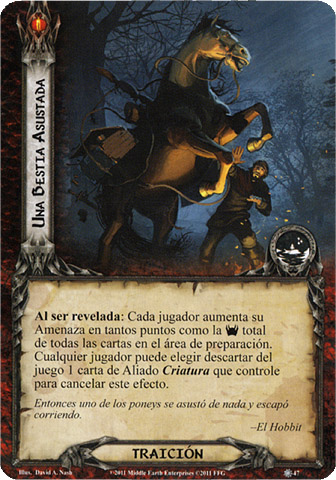 UNA BESTIA ASUSTADA
Al ser revelada: Cada jugador aumenta su
Amenaza en tantos puntos como la total
de todas las cartas en el área de preparación.
Cualquier jugador puede elegir descartar del
juego 1 carta de Aliado Criatura que controle
para cancelar este efecto.
Entonces uno de los poneys se asustó de nada y escapó
corriendo.
–El Hobbit
TRAICIÓN
Illus. David A. Nash
©2011 Middle Earth Enterprises ©2011 FFG
47